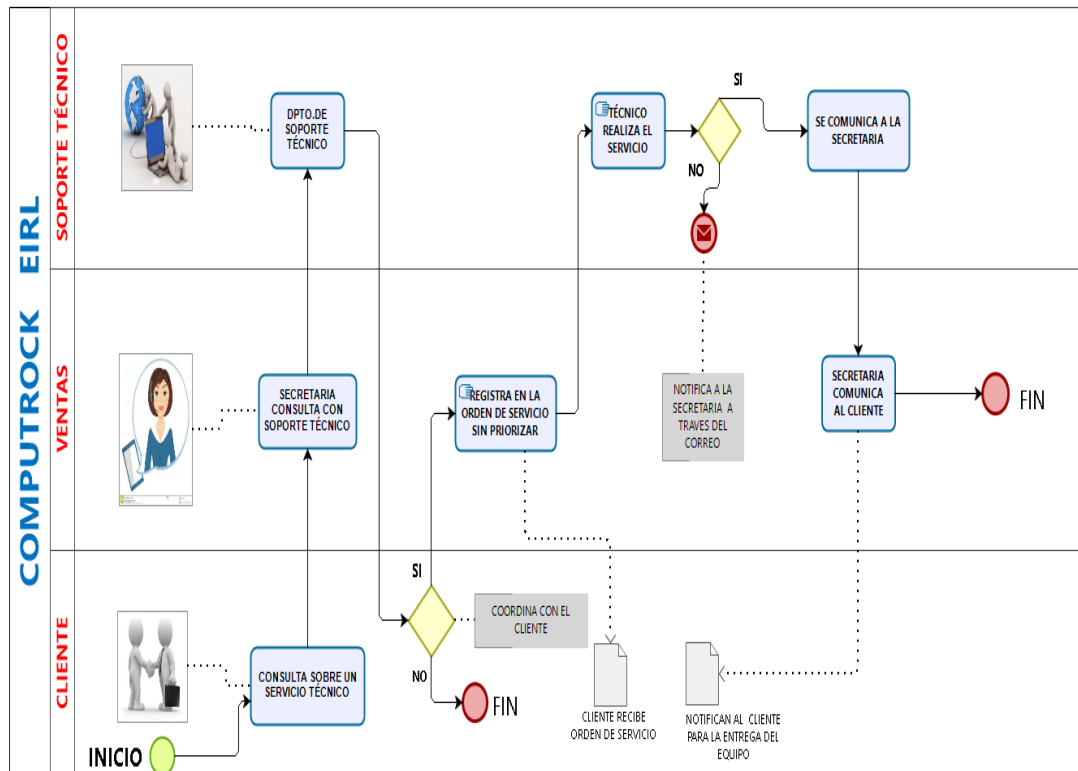 COMPUTROCK EIRL
SOPORTE TÉCNICO
DPTO.DE
SOPORTE
TÉCNICO
TÉCNICO
REALIZA EL
SERVICIO
SI
NO
SE COMUNICA A LA
SECRETARIA
VENTAS
SECRETARIA
CONSULTA CON
SOPORTE TÉCNICO
REGISTRA EN LA
ORDEN DE SERVICIO
SIN PRIORIZAR
NOTIFICA A LA
SECRETARIA A
TRAVES DEL
CORREO
SECRETARIA
COMUNICA
AL CLIENTE
FIN
CLIENTE
INICIO
CONSULTA SOBRE UN
SERVICIO TÉCNICO
SI
NO
COORDINA CON EL
CLIENTE
FIN
CLIENTE RECIBE
ORDEN DE SERVICIO
NOTIFICAN AL CLIENTE
PARA LA ENTREGA DEL
EQUIPO